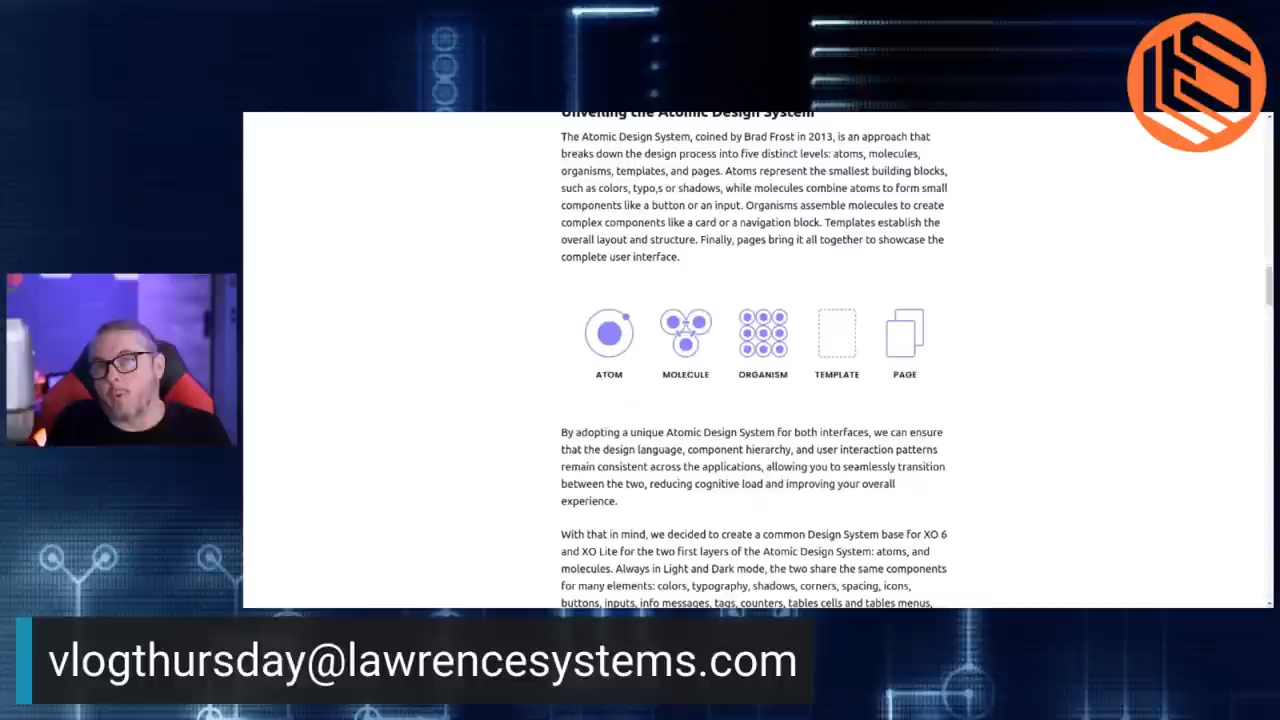 Unveiling the Atomic Design System
The Atomic Design System, coined by Brad Frost in 2013, is an approach that
breaks down the design process into five distinct levels: atoms, molecules,
organisms, templates, and pages. Atoms represent the smallest building blocks,
such as colors, typo,s or shadows, while molecules combine atoms to form small
components like a button or an input. Organisms assemble molecules to create
complex components like a card or a navigation block. Templates establish the
overall layout and structure. Finally, pages bring it all together to showcase the
complete user interface.
ATOM MOLECULE ORGANISM TEMPLATE PAGE
By adopting a unique Atomic Design System for both interfaces, we can ensure
that the design language, component hierarchy, and user interaction patterns
remain consistent across the applications, allowing you to seamlessly transition
between the two, reducing cognitive load and improving your overall
experience.
With that in mind, we decided to create a common Design System base for XO 6
and XO Lite for the two first layers of the Atomic Design System: atoms, and
molecules. Always in Light and Dark mode, the two share the same components
for many elements: colors, typography, shadows, corners, spacing, icons,
buttons, inputs, info messages, tags, counters, tables cells and tables menus,
vlogthursday@lawrencesystems.com